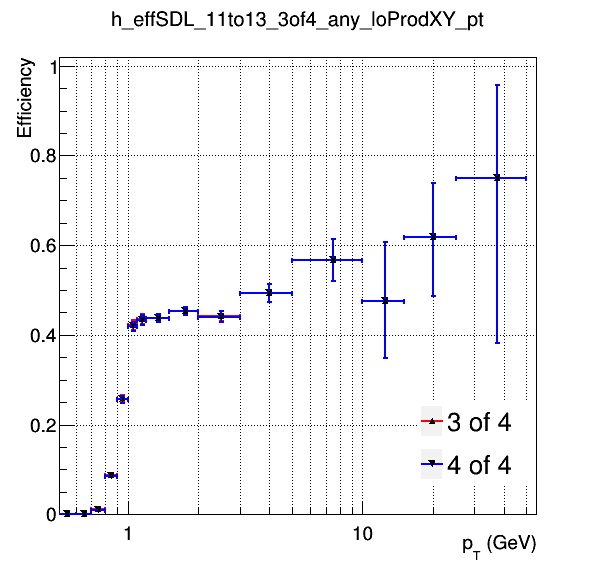 h_effSDL_11to13_3of4_any_loProdXY_pt
Efficiency
1
0.8
0.6
0.4
0.2
0
3 of 4
4 of 4
1
10
p_T (GeV)